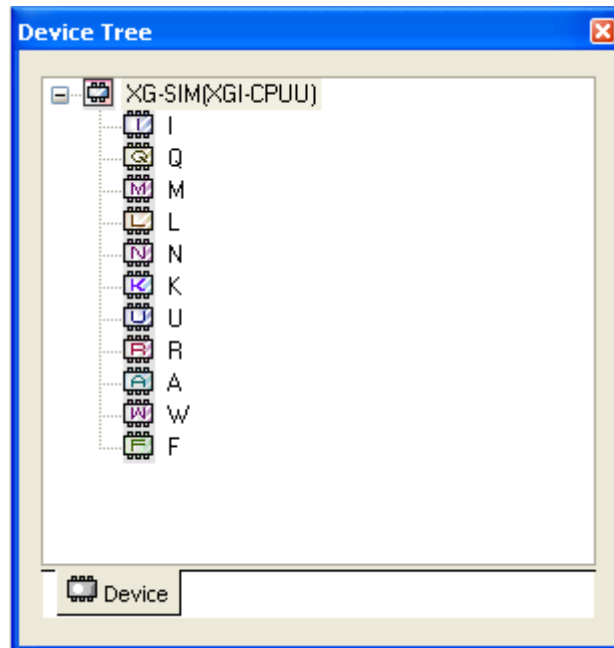 Device Tree
XG-SIM(XGI-CPUU)
I I
Q Q
M M
L L
N N
K K
U U
R R
A A
W W
F F
Device